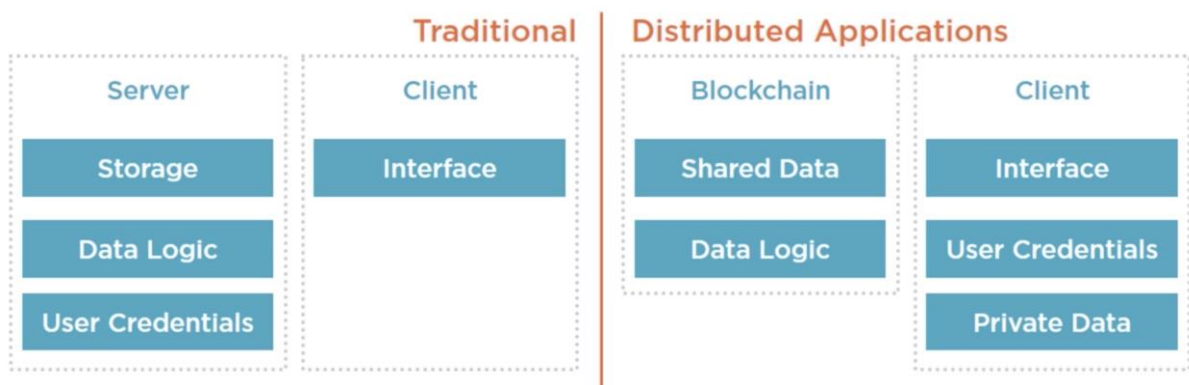 Traditional
Distributed Applications
Server
Storage
Data Logic
User Credentials
Client
Interface
Blockchain
Shared Data
Data Logic
Client
Interface
User Credentials
Private Data